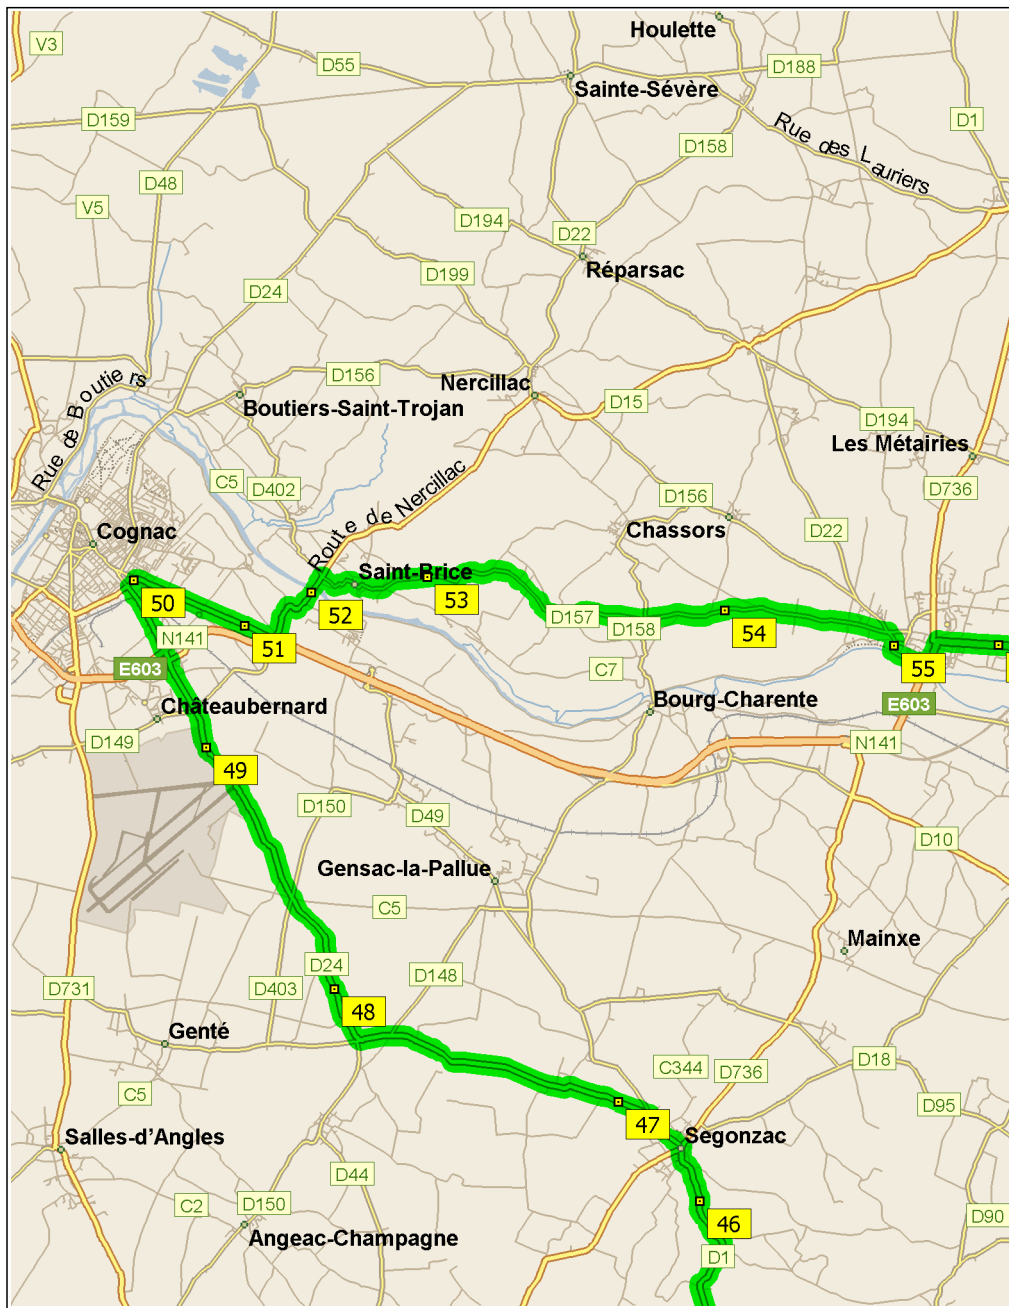 Houlette
V3
D55
D188
Sainte-Sévère
D159
D1
Rue des Lauriers
D158
D48
V5
D194
D22
D199
Réparsac
D24
Rue de Boutiers
D156
Nercillac
Boutiers-Saint-Trojan
D15
D194
Les Métairies
C5
D402
Route de Nercillac
D736
D156
Cognac
Chassors
D22
Saint-Brice
50
53
52
D157
D158
54
N141
51
55
E603
C7
Châteaubernard
Bourg-Charente
E603
D149
N141
49
D150
D49
D10
Gensac-la-Pallue
C5
Mainxe
D24
D148
D731
D403
48
Genté
D18
C344
D736
C5
D95
47
Salles-d'Angles
Segonzac
D44
C2
D150
D90
46
Angeac-Champagne
D1